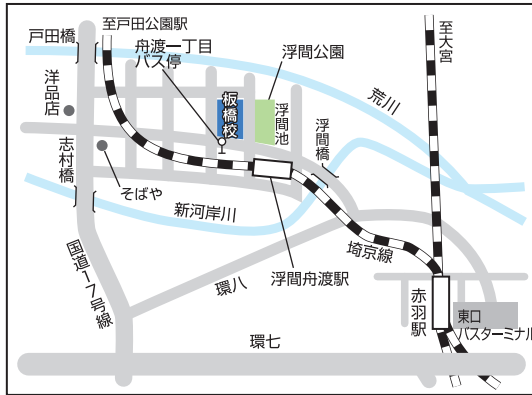 至戸田公園駅
戸田橋
舟渡一丁目
バス停
浮間公園
至大宮
洋品店
板橋校
浮間池
浮間橋
荒川
志村橋
そばや
新河岸川
国道17号線
環八
浮間舟渡駅
埼京線
赤羽駅
東口
バスターミナル
環七